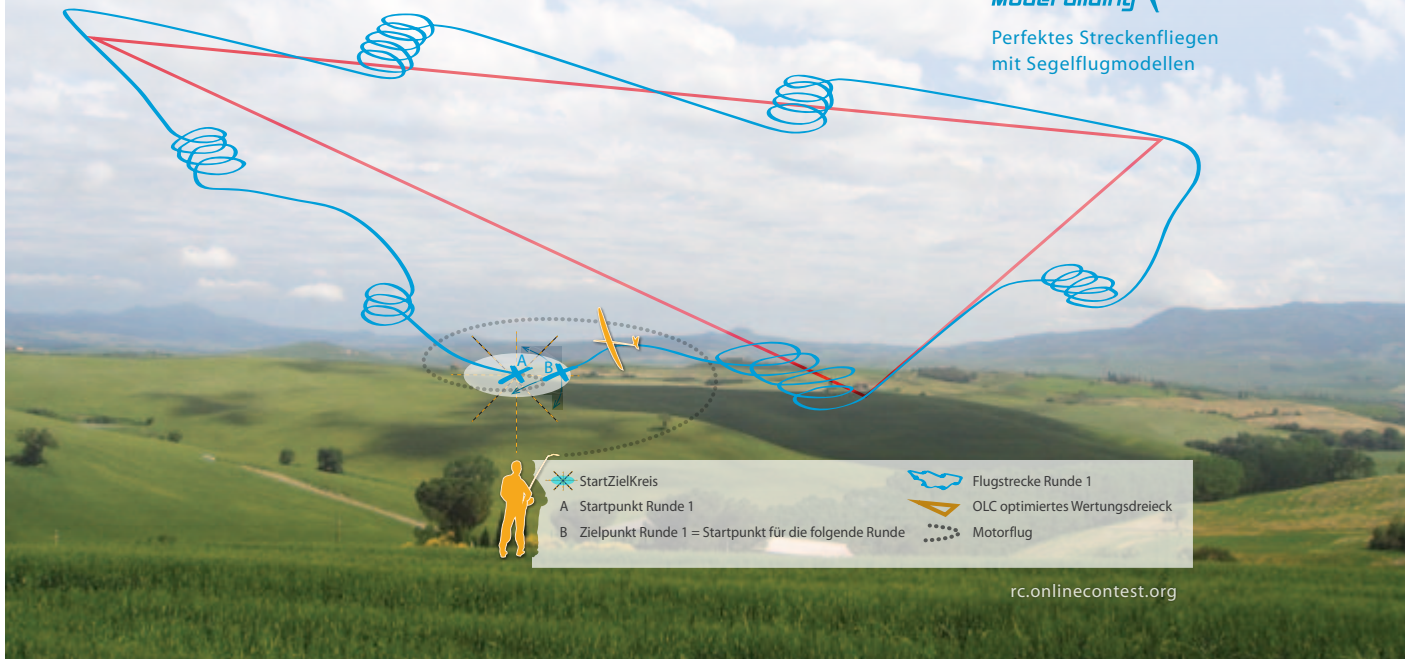 Perfektes Streckenfliegen
mit Segelflugmodellen
A
B
StartZielKreis
A Startpunkt Runde 1
B Zielpunkt Runde 1 = Startpunkt für die folgende Runde
Flugstrecke Runde 1
OLC optimiertes Wertungsdreieck
Motorflug
rc.onlinecontest.org